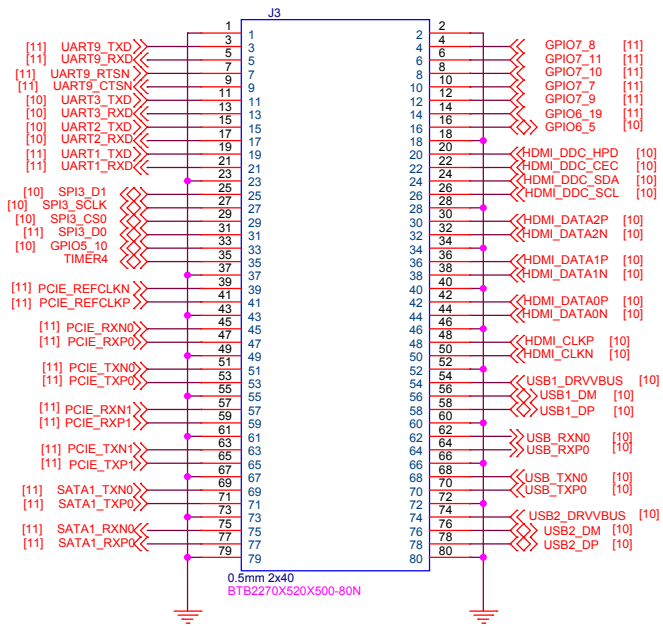 J3
1 1 2 2
[11] UART9_TXD 3 3 4 4 GPIO7_8 [11]
[11] UART9_RXD 5 5 6 6 GPIO7_11 [11]
[11] UART9_RTSN 7 7 8 8 GPIO7_10 [11]
[11] UART9_CTSN 9 9 10 10 GPIO7_7 [11]
[10] UART3_TXD 11 11 12 12 GPIO7_9 [11]
[10] UART3_RXD 13 13 14 14 GPIO6_19 [11]
[10] UART2_TXD 15 15 16 16 GPIO6_5 [10]
[10] UART2_RXD 17 17 18 18
[11] UART1_TXD 19 19 20 20 HDMI_DDC_HPD [10]
[11] UART1_RXD 21 21 22 22 HDMI_DDC_CEC [10]
23 23 24 24 HDMI_DDC_SDA [10]
[10] SPI3_D1 25 25 26 26 HDMI_DDC_SCL [10]
[10] SPI3_SCLK 27 27 28 28
[10] SPI3_CS0 29 29 30 30 HDMI_DATA2P [10]
[11] SPI3_D0 31 31 32 32 HDMI_DATA2N [10]
[10] GPIO5_10 33 33 34 34
TIMER4 35 35 36 36 HDMI_DATA1P [10]
37 37 38 38 HDMI_DATA1N [10]
[11] PCIE_REFCLKN 39 39 40 40
[11] PCIE_REFCLKP 41 41 42 42 HDMI_DATA0P [10]
43 43 44 44 HDMI_DATA0N [10]
[11] PCIE_RXN0 45 45 46 46
[11] PCIE_RXP0 47 47 48 48 HDMI_CLKP [10]
49 49 50 50 HDMI_CLKN [10]
[11] PCIE_TXN0 51 51 52 52
[11] PCIE_TXP0 53 53 54 54 USB1_DRVVBUS [10]
55 55 56 56 USB1_DM [10]
[11] PCIE_RXN1 57 57 58 58 USB1_DP [10]
[11] PCIE_RXP1 59 59 60 60
61 61 62 62 USB_RXN0 [10]
[11] PCIE_TXN1 63 63 64 64 USB_RXP0 [10]
[11] PCIE_TXP1 65 65 66 66
67 67 68 68 USB_TXN0 [10]
[11] SATA1_TXN0 69 69 70 70 USB_TXP0 [10]
[11] SATA1_TXP0 71 71 72 72
73 73 74 74 USB2_DRVVBUS [10]
[11] SATA1_RXN0 75 75 76 76 USB2_DM [10]
[11] SATA1_RXP0 77 77 78 78 USB2_DP [10]
79 79 80 80
0.5mm 2x40
BTB2270X520X500-80N